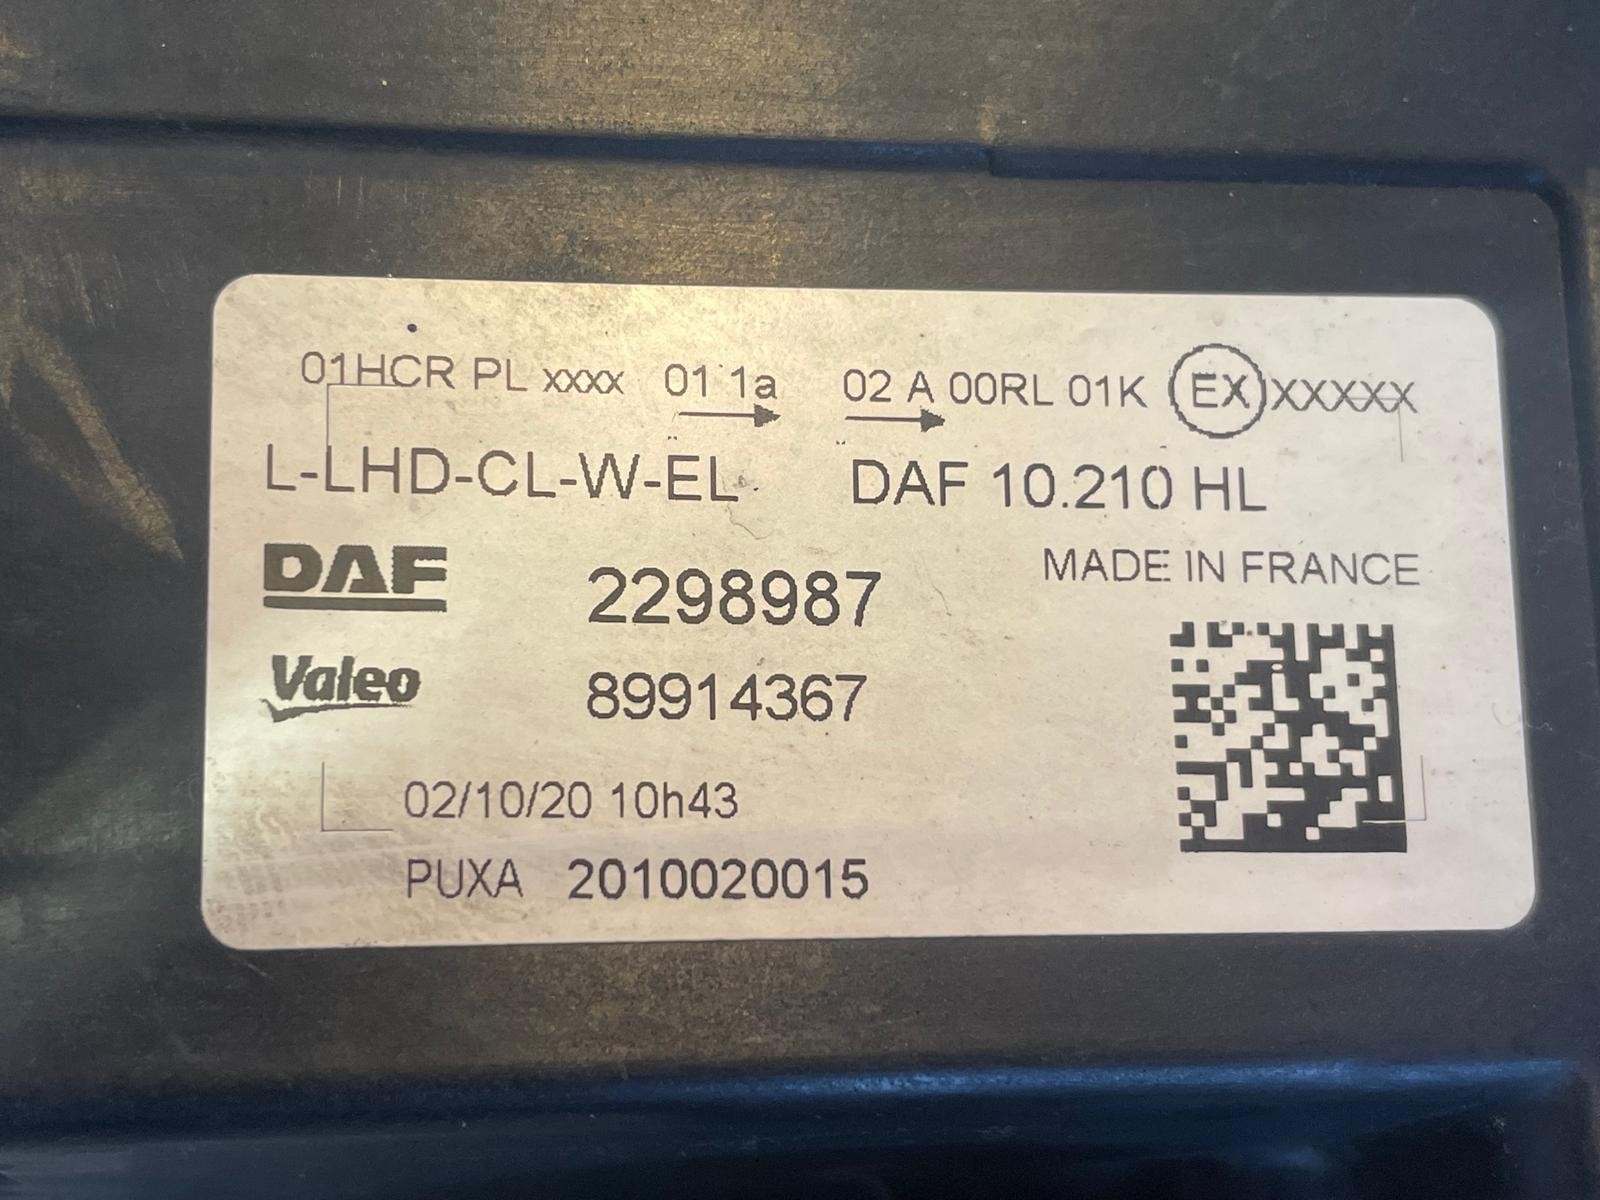 01HCR PL xxxx 01 1a 02 A 00RL 01K EX XXXXX
L-LHD-CL-W-EL DAF 10.210 HL
DAF 2298987 MADE IN FRANCE
Valeo 89914367
02/10/20 10h43
PUXA 2010020015